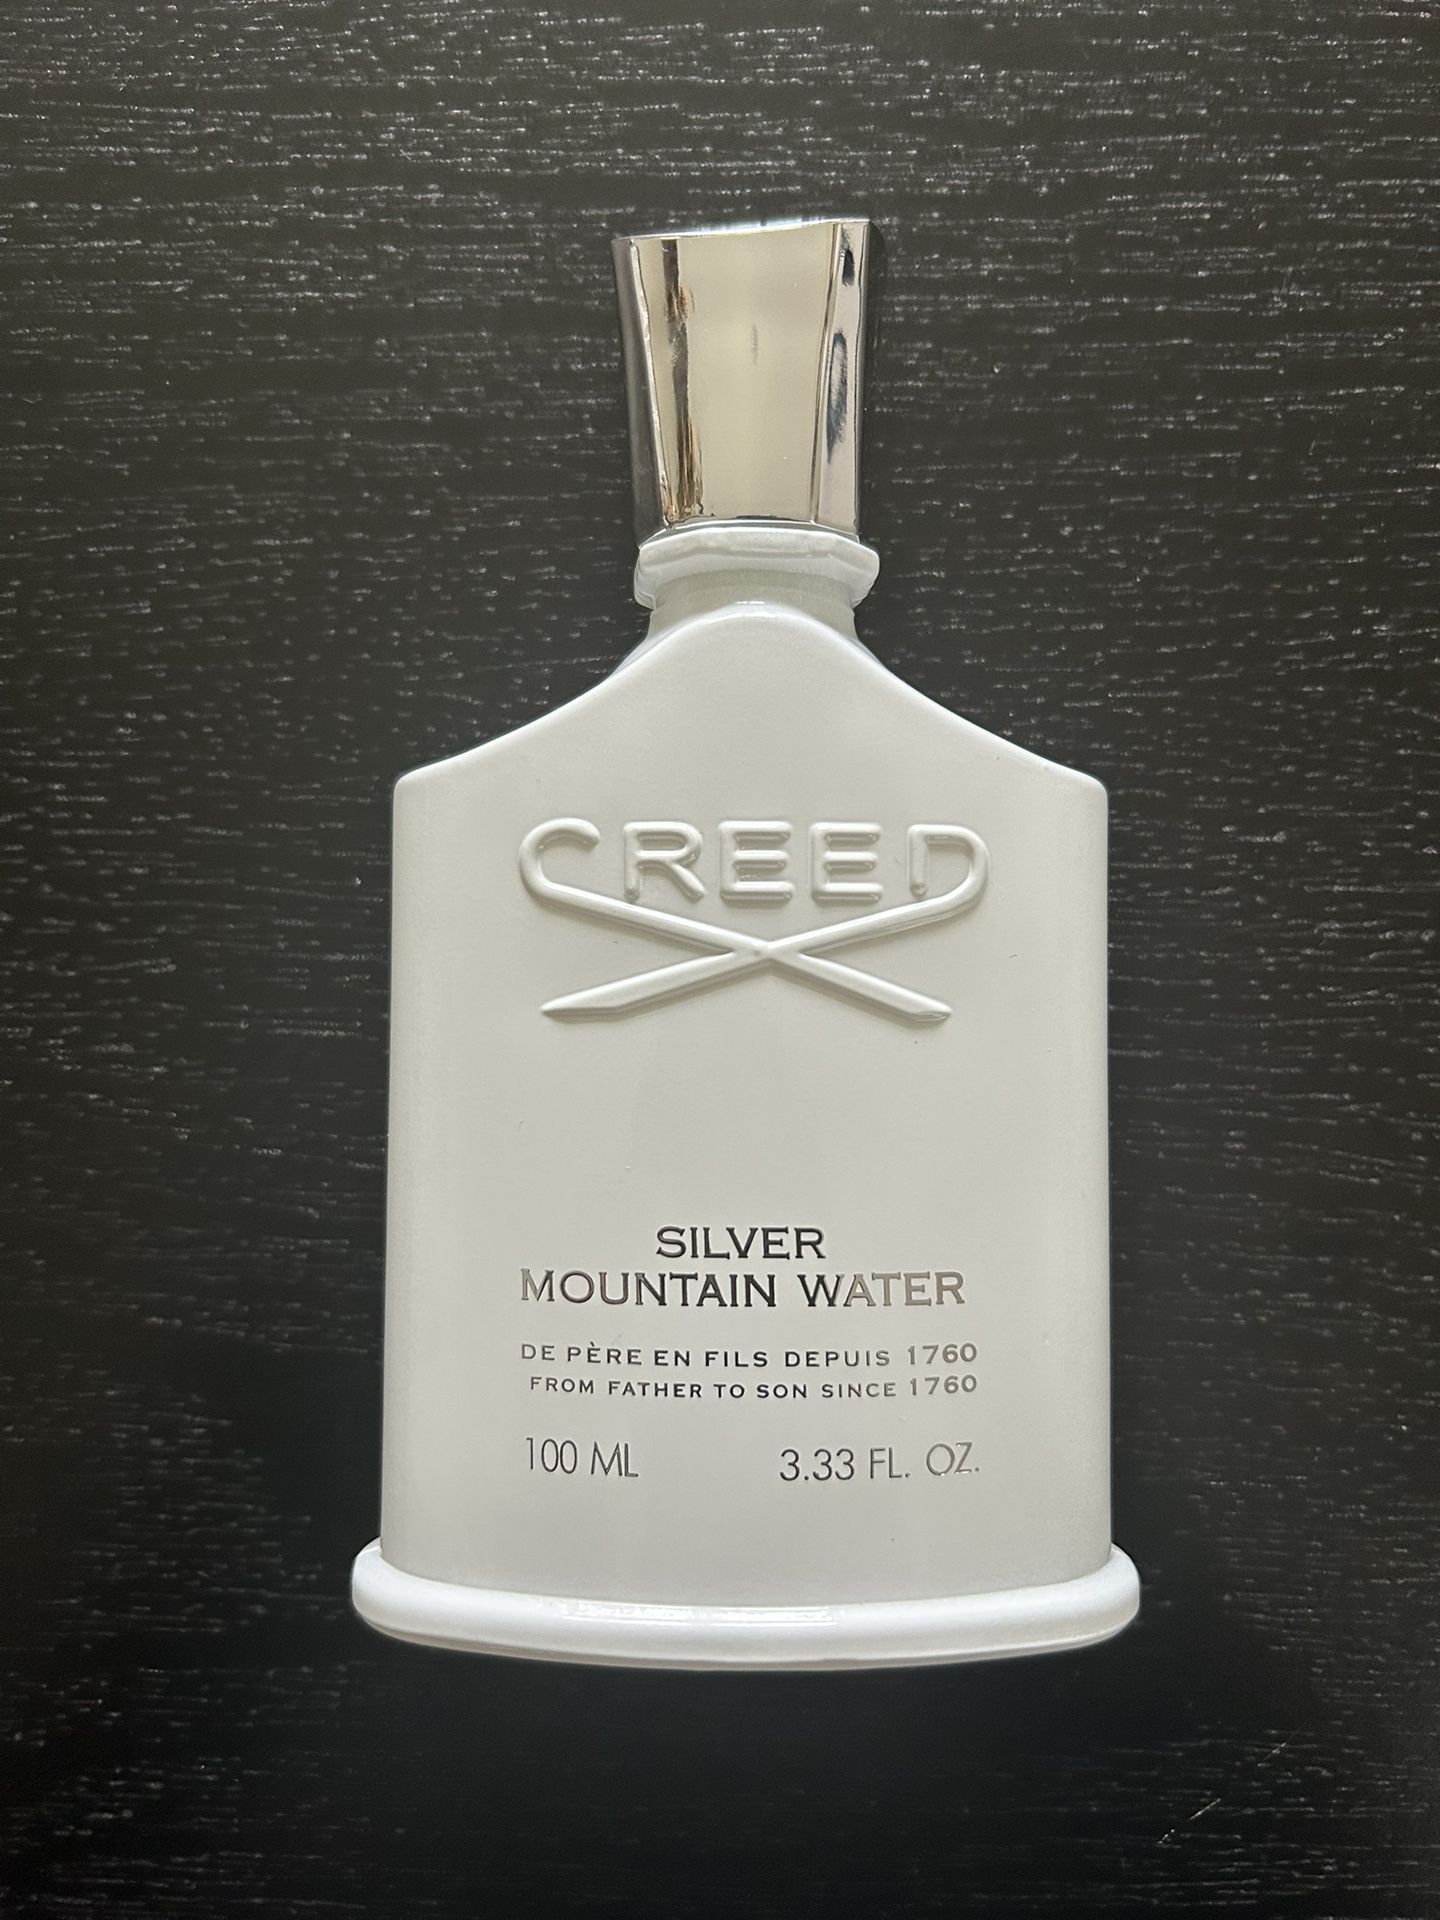 CREED
SILVER
MOUNTAIN WATER
DE PÈRE EN FILS DEPUIS 1760
FROM FATHER TO SON SINCE 1760
100 ML 3.33 FL. OZ.